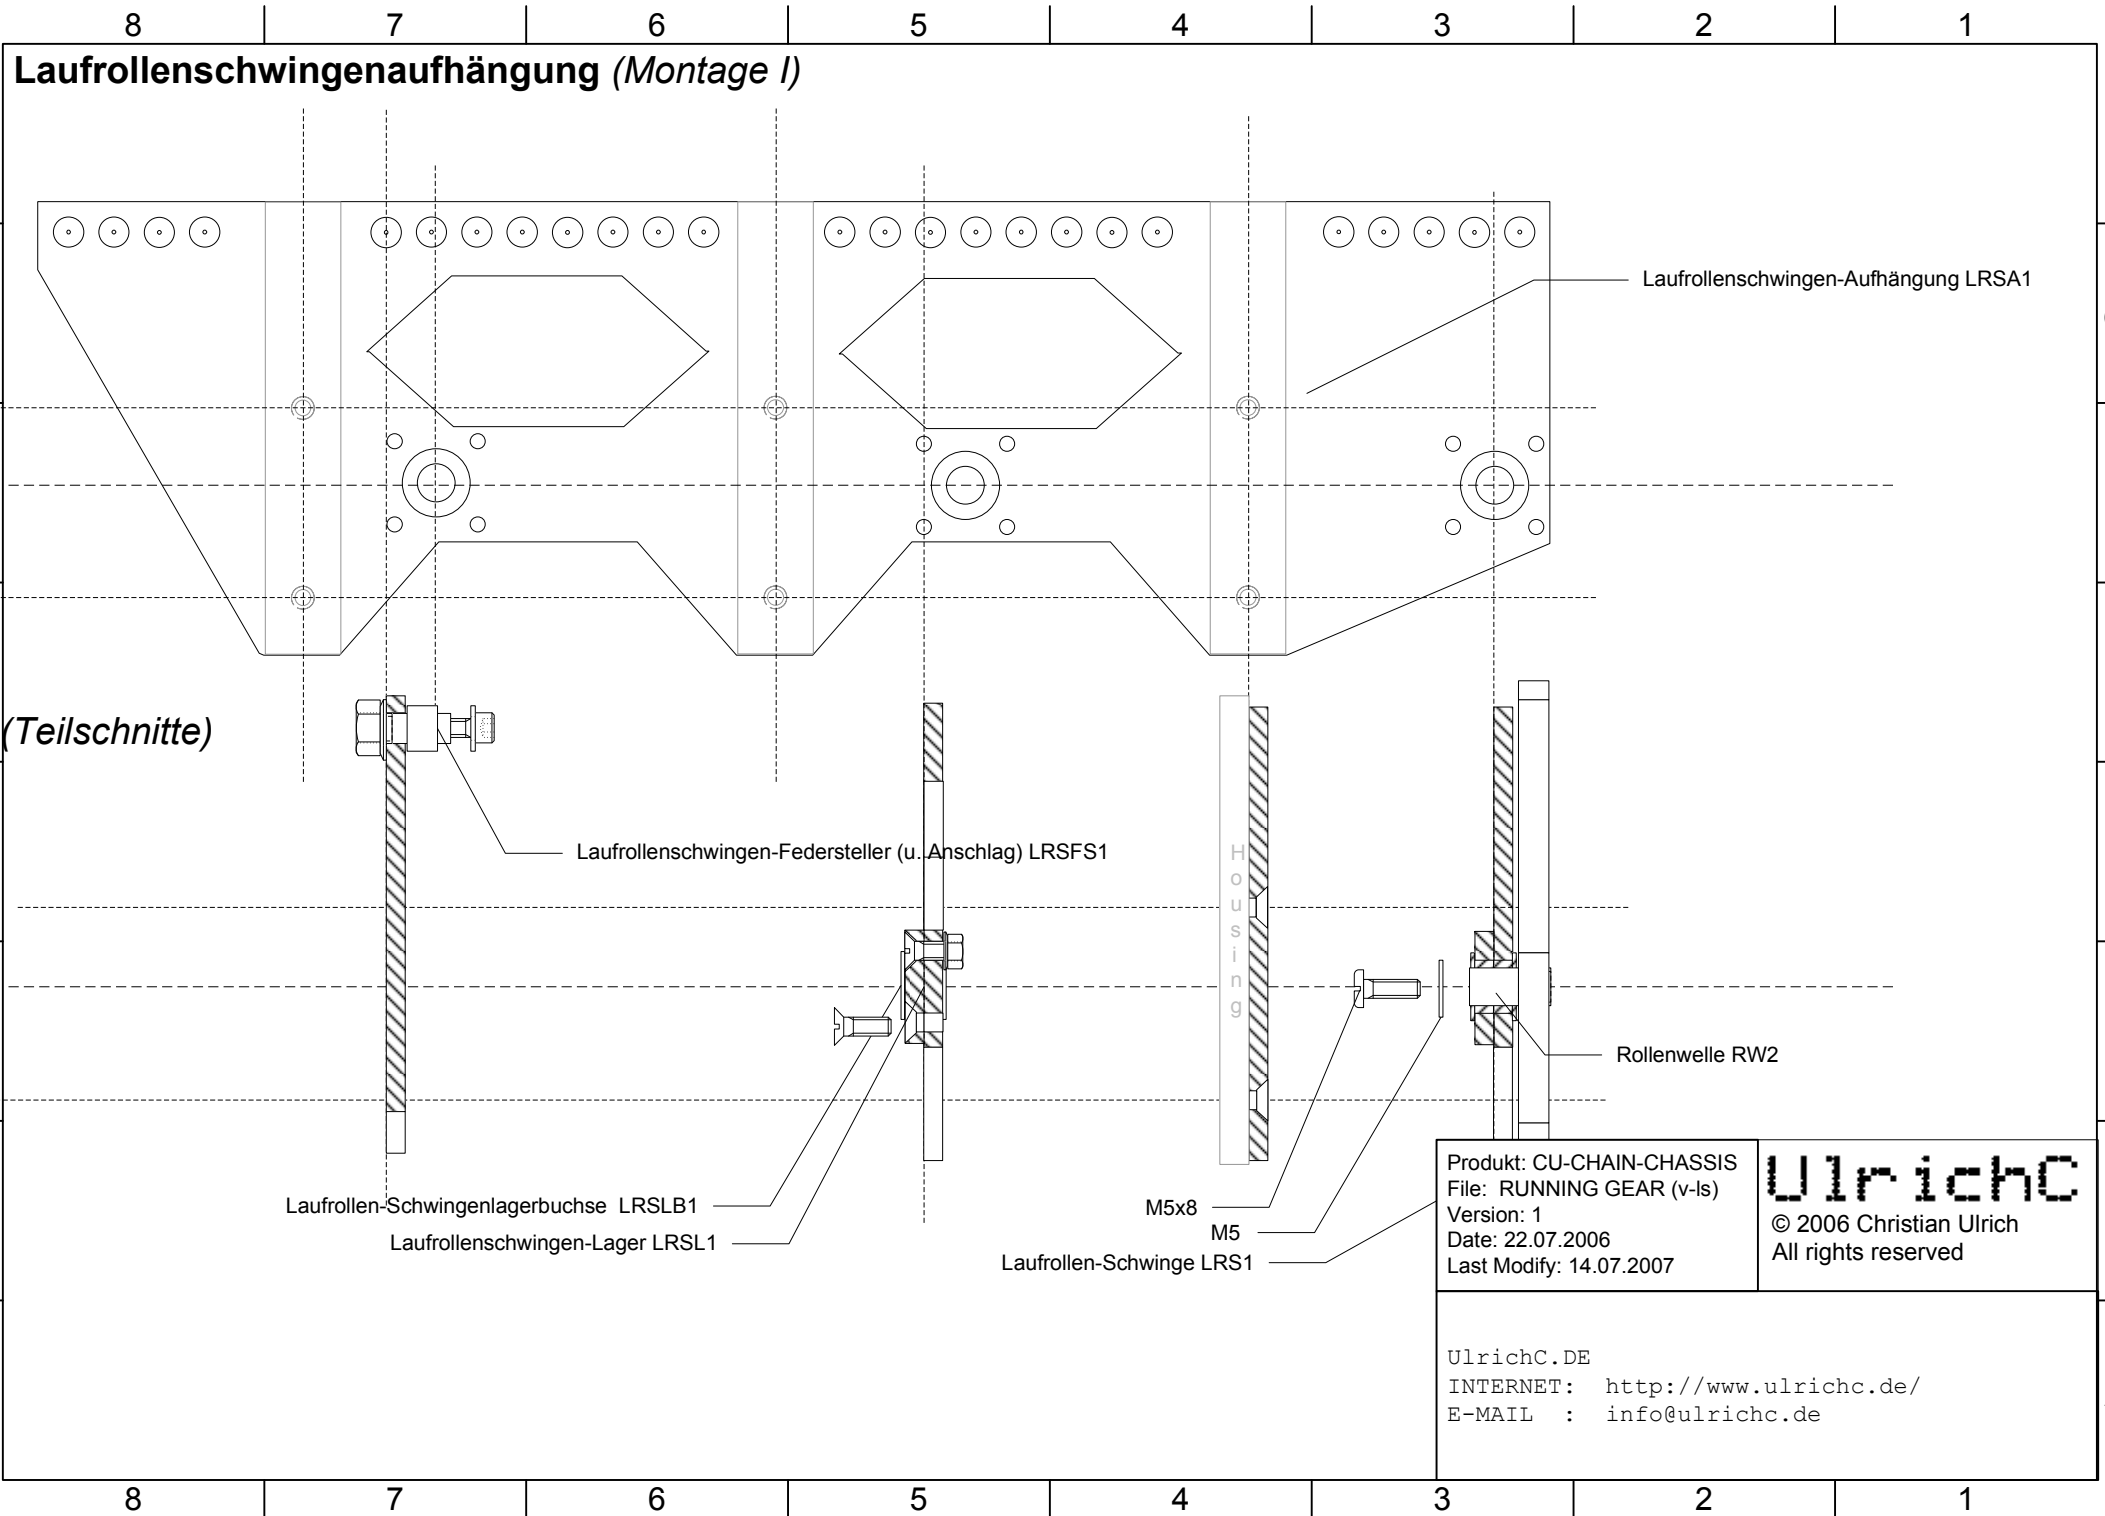 8 7 6 5 4 3 2 1
Laufrollenschwingenaufhängung (Montage I)
Laufrollenschwingen-Aufhängung LRSA1
(Teilschnitte)
Laufrollenschwingen-Federsteller (u. Anschlag) LRSFS1
Housing
Rollenwelle RW2
Laufrollen-Schwingenlagerbuchse LRSLB1
Laufrollenschwingen-Lager LRSL1
M5x8
M5
Laufrollen-Schwinge LRS1
Produkt: CU-CHAIN-CHASSIS
File: RUNNING GEAR (v-ls)
Version: 1
Date: 22.07.2006
Last Modify: 14.07.2007
UlrichC
© 2006 Christian Ulrich
All rights reserved
UlrichC.DE
INTERNET: http://www.ulrichc.de/
E-MAIL : info@ulrichc.de
8 7 6 5 4 3 2 1